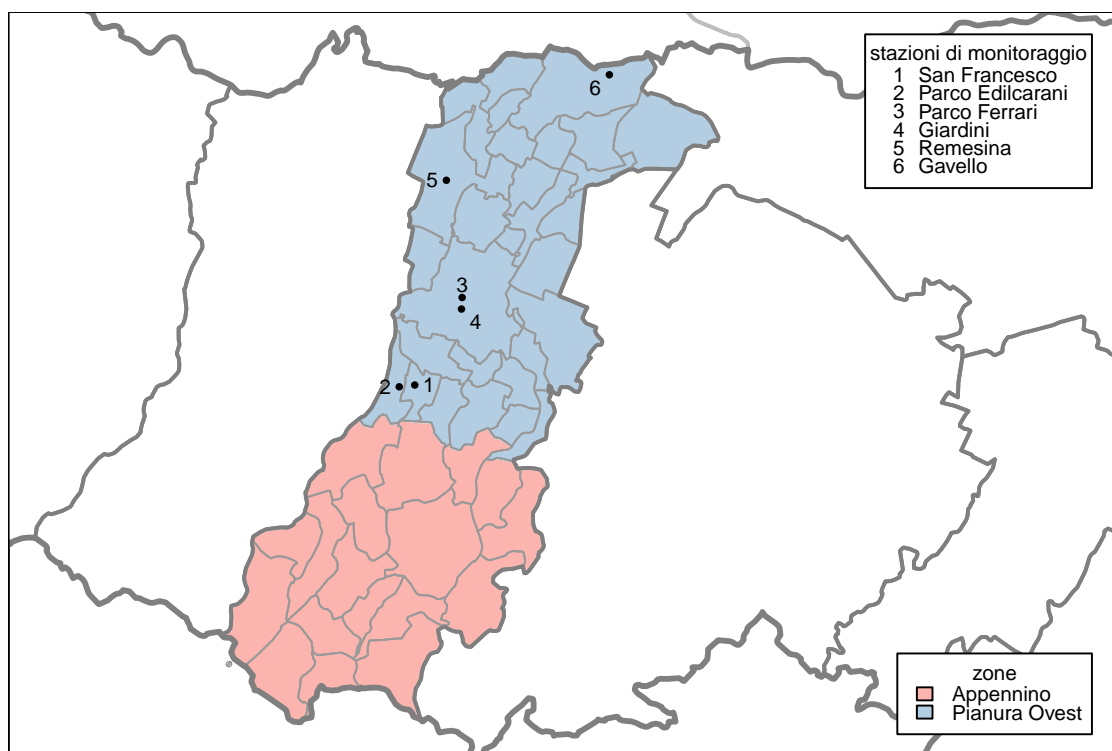 stazioni di monitoraggio
1 San Francesco
2 Parco Edilcarani
3 Parco Ferrari
4 Giardini
5 Remesina
6 Gavello
6
5
3
4
2 1
zone
Appennino
Pianura Ovest